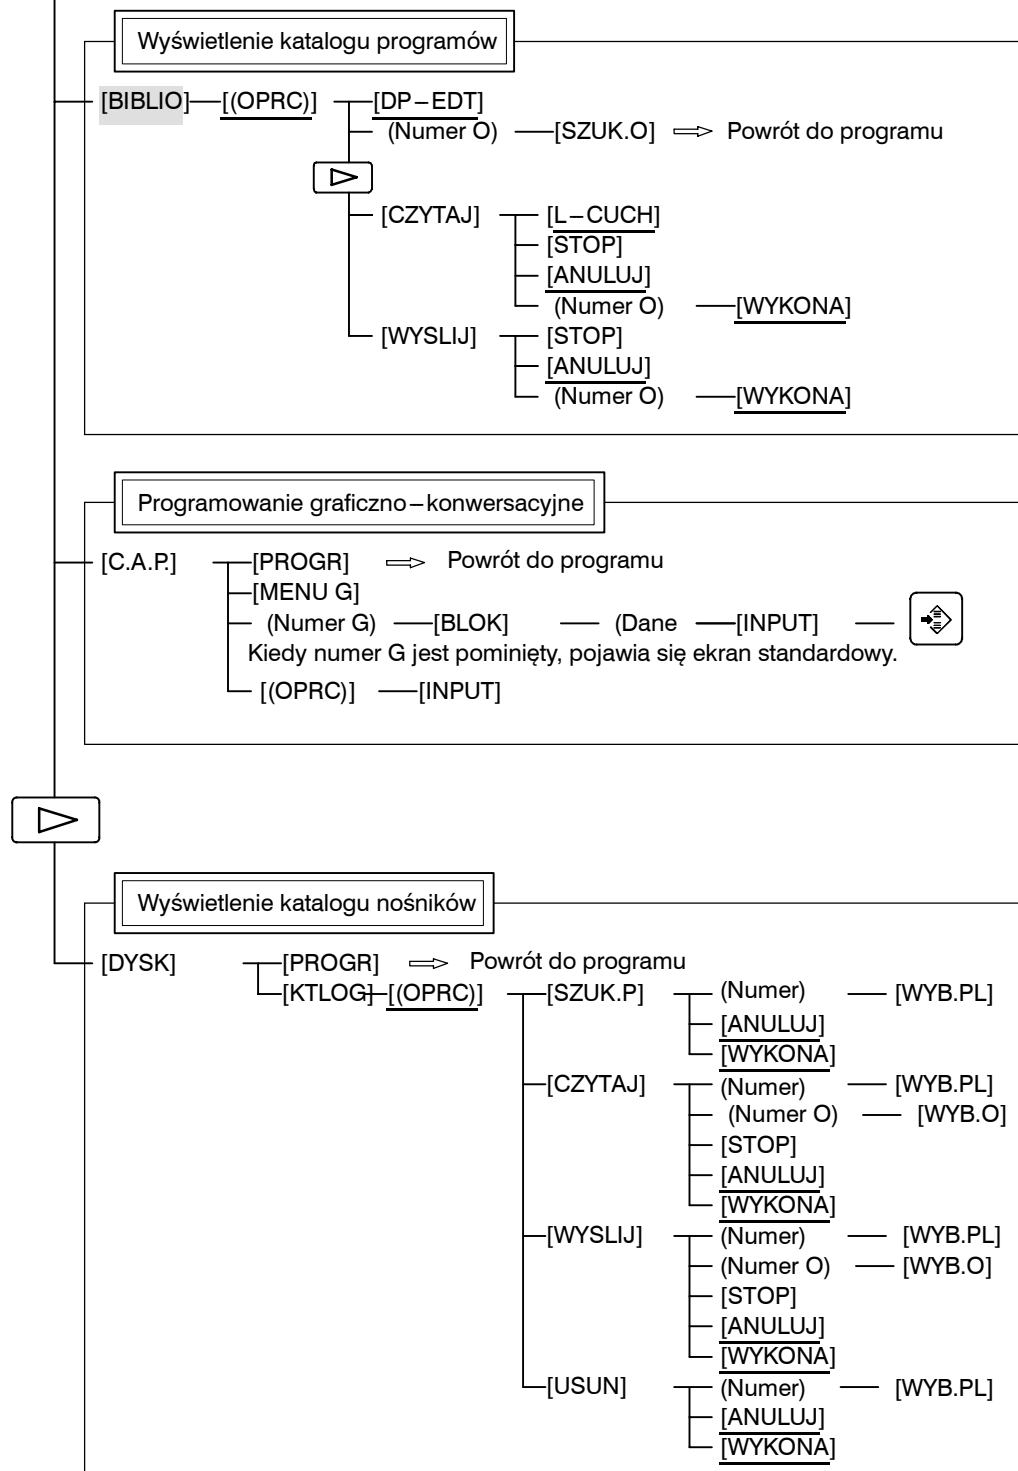 Wyświetlenie katalogu programów
[BIBLIO] [(OPRC)] [DP–EDT]
(Numer O) [SZUK.O] Powrót do programu
[CZYTAJ] [L–CUCH]
[STOP]
[ANULUJ]
(Numer O) [WYKONA]
[WYSLIJ] [STOP]
[ANULUJ]
(Numer O) [WYKONA]
Programowanie graficzno–konwersacyjne
[C.A.P.] [PROGR] Powrót do programu
[MENU G]
(Numer G) [BLOK] (Dane [INPUT]
Kiedy numer G jest pominięty, pojawia się ekran standardowy.
[(OPRC)] [INPUT]
Wyświetlenie katalogu nośników
[DYSK] [PROGR] Powrót do programu
[KTLOG] [(OPRC)] [SZUK.P] (Numer) [WYB.PL]
[ANULUJ]
[WYKONA]
[CZYTAJ] (Numer) [WYB.PL]
(Numer O) [WYB.O]
[STOP]
[ANULUJ]
[WYKONA]
[WYSLIJ] (Numer) [WYB.PL]
(Numer O) [WYB.O]
[STOP]
[ANULUJ]
[WYKONA]
[USUN] (Numer) [WYB.PL]
[ANULUJ]
[WYKONA]